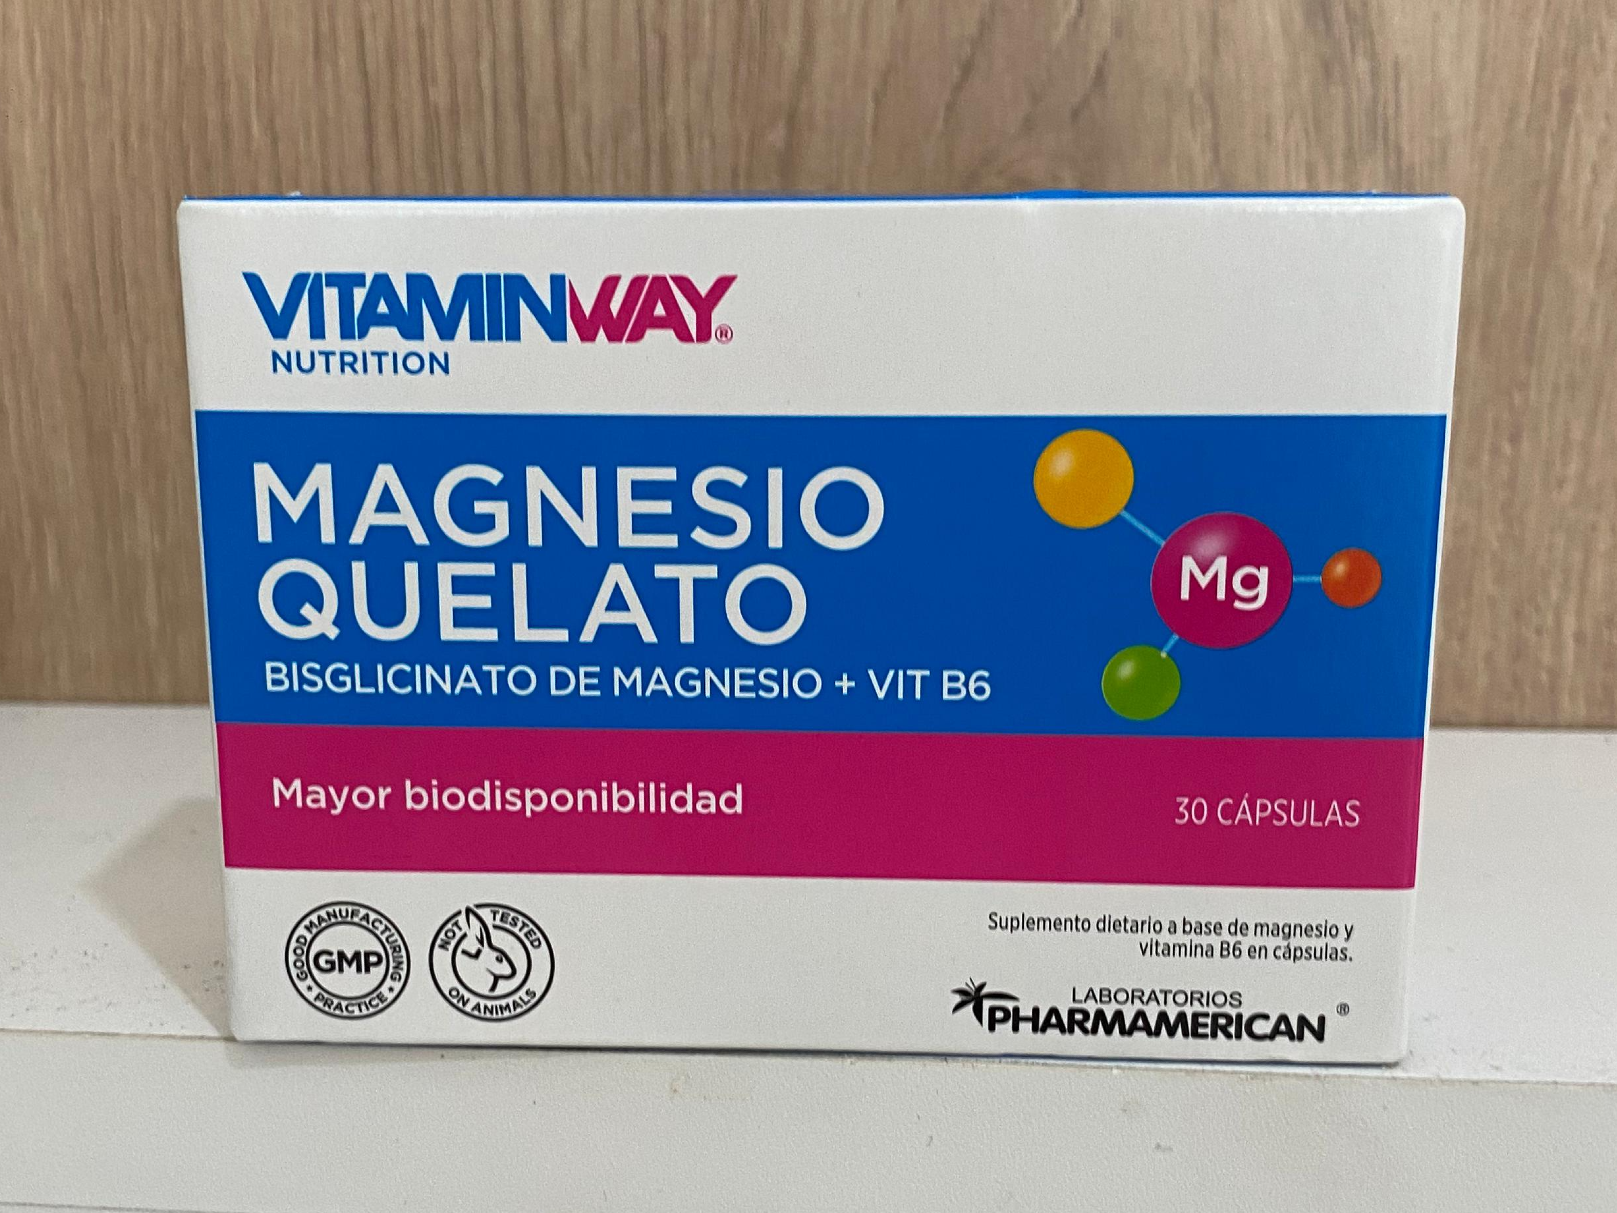 VITAMINWAY®
NUTRITION
MAGNESIO
QUELATO
BISGLICINATO DE MAGNESIO + VIT B6
Mg
Mayor biodisponibilidad
30 CÁPSULAS
GOOD MANUFACTURING
GMP
PRACTICE
NOT TESTED
ON ANIMALS
Suplemento dietario a base de magnesio y
vitamina B6 en cápsulas.
LABORATORIOS
PHARMAMERICAN®